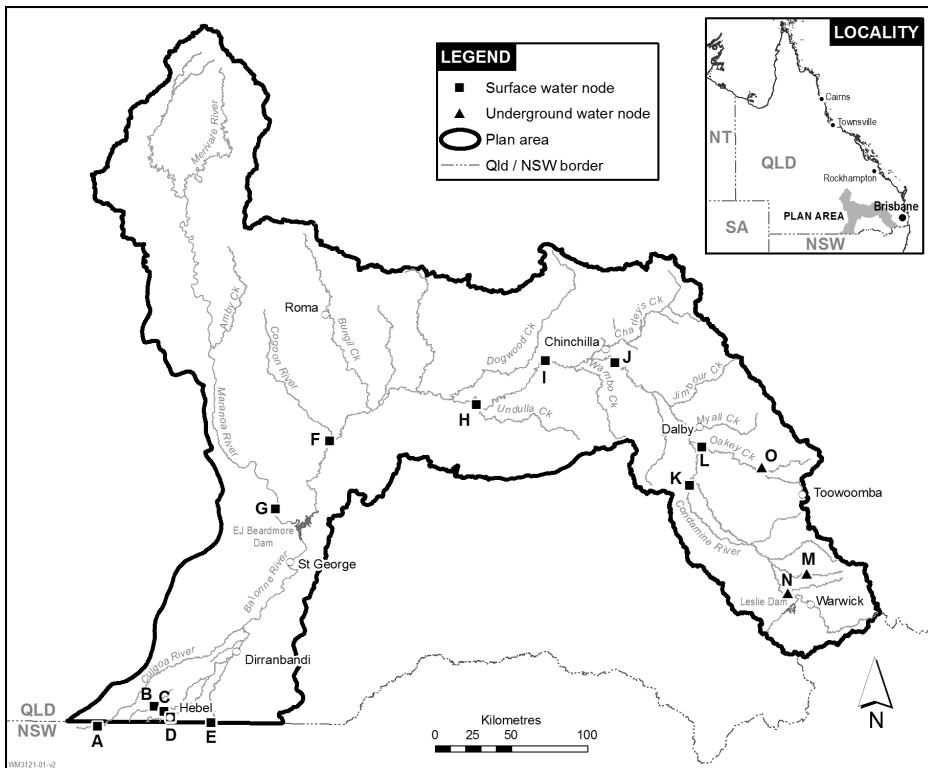 LEGEND
Surface water node
Underground water node
Plan area
Qld / NSW border
LOCALITY
Cairns
Townsville
NT
QLD
Rockhampton
Brisbane
PLAN AREA
SA
NSW
Merivale River
Amby Ck
Roma
Bungil Ck
Cogoon River
Maranoa River
Dogwood Ck
Chinchilla
Charley's Ck
J
I
Wambo Ck
Jimbour Ck
H
Undulla Ck
Myall Ck
Dalby
Oakey Ck
O
L
F
K
Toowoomba
G
EJ Beardmore
Dam
Condamine River
St George
M
N
Leslie Dam
Warwick
Balonne River
Dirranbandi
Culgoa River
B
C
Hebel
QLD
NSW
A
D
E
Kilometres
0 25 50 100
N
WM3121-01-v2